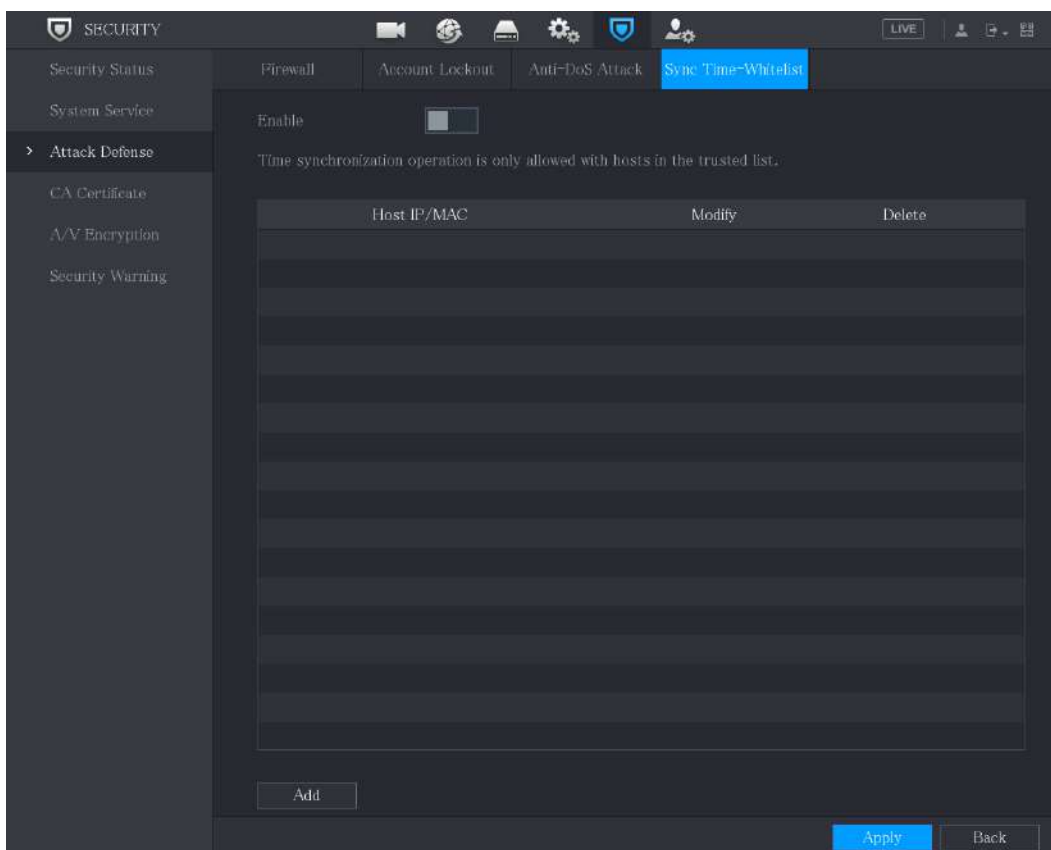 SECURITY
LIVE
Security Status
System Service
Attack Defense
CA Certificate
A/V Encryption
Security Warning
Firewall Account Lockout Anti-DoS Attack Sync Time-Whitelist
Enable
Time synchronization operation is only allowed with hosts in the trusted list.
Host IP/MAC Modify Delete
Add
Apply Back